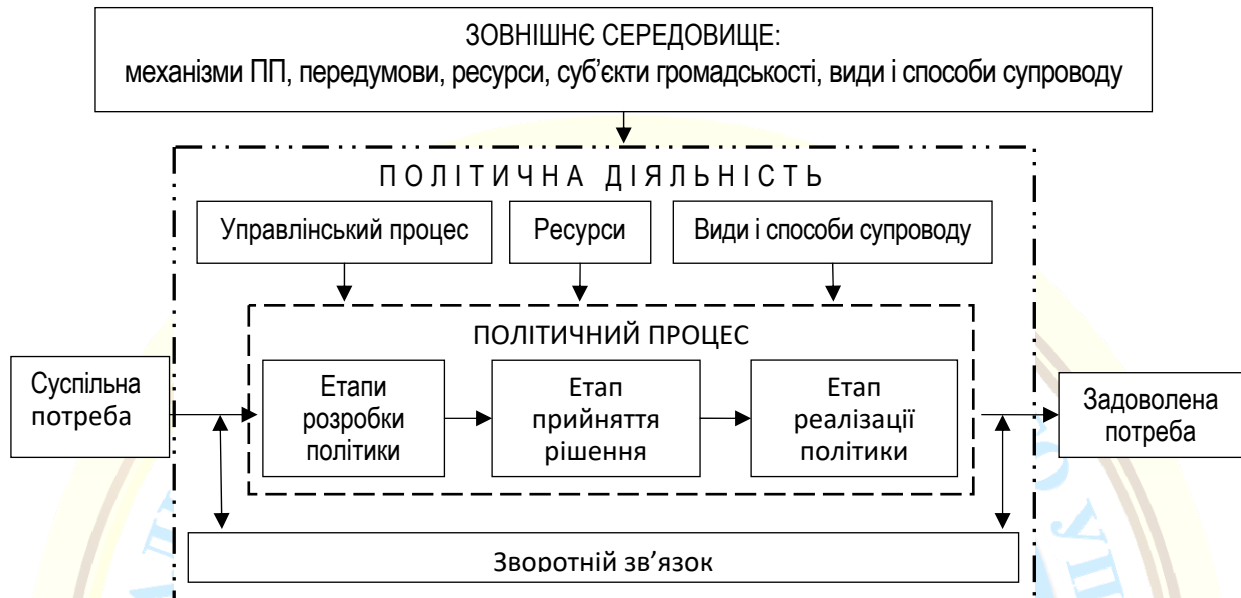 ЗОВНІШНЄ СЕРЕДОВИЩЕ:
механізми ПП, передумови, ресурси, суб’єкти громадськості, види і способи супроводу
ПОЛІТИЧНА ДІЯЛЬНІСТЬ
Управлінський процес
Ресурси
Види і способи супроводу
ПОЛІТИЧНИЙ ПРОЦЕС
Суспільна
потреба
Етапи
розробки
політики
Етап
прийняття
рішення
Етап
реалізації
політики
Задоволена
потреба
Зворотній зв’язок